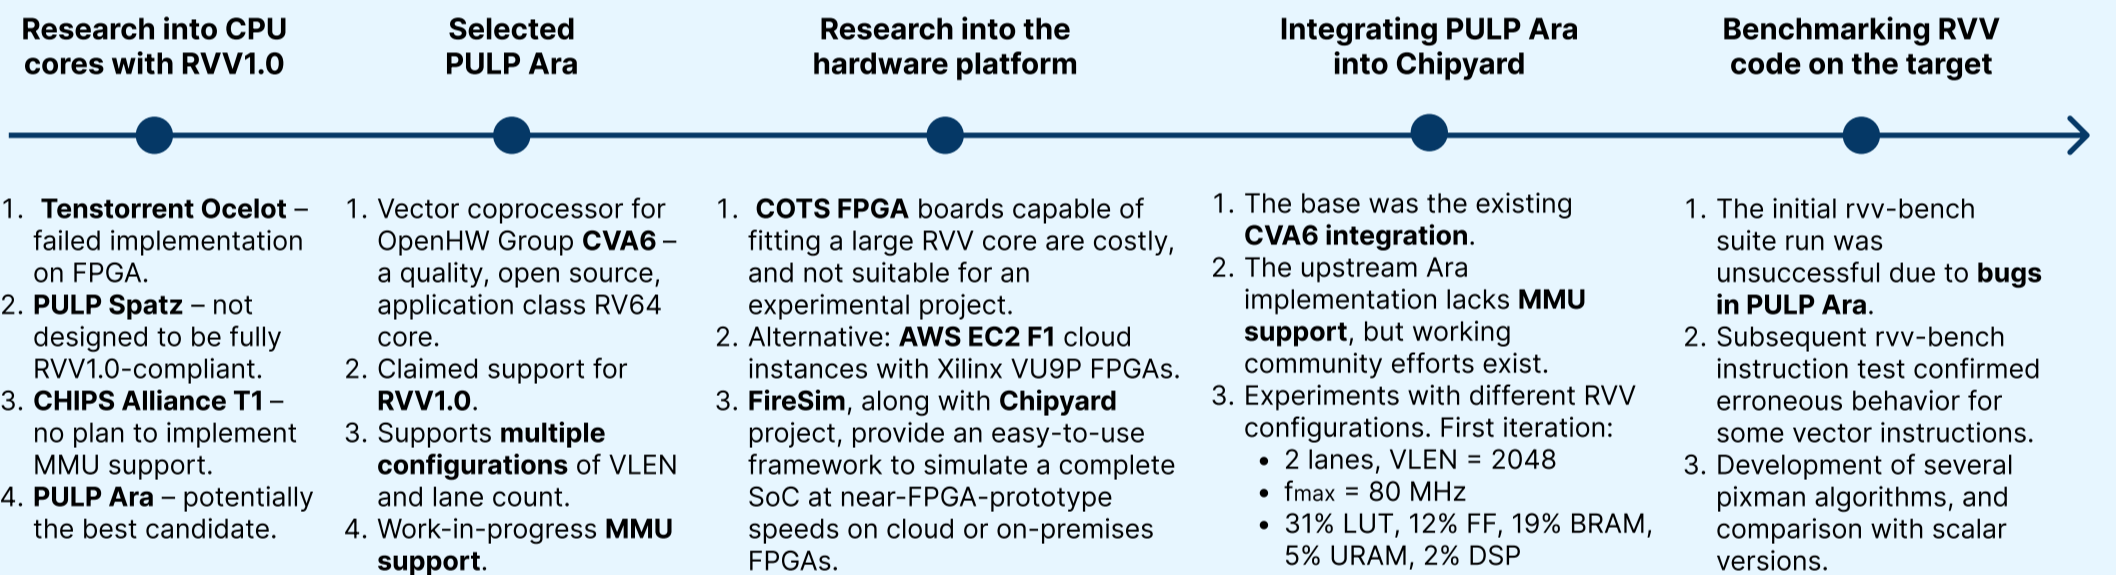 Research into CPU
cores with RVV1.0
1. Tenstorrent Ocelot –
failed implementation
on FPGA.
2. PULP Spatz – not
designed to be fully
RVV1.0-compliant.
3. CHIPS Alliance T1 –
no plan to implement
MMU support.
4. PULP Ara – potentially
the best candidate.
Selected
PULP Ara
1. Vector coprocessor for
OpenHW Group CVA6 –
a quality, open source,
application class RV64
core.
2. Claimed support for
RVV1.0.
3. Supports multiple
configurations of VLEN
and lane count.
4. Work-in-progress MMU
support.
Research into the
hardware platform
1. COTS FPGA boards capable of
fitting a large RVV core are costly,
and not suitable for an
experimental project.
2. Alternative: AWS EC2 F1 cloud
instances with Xilinx VU9P FPGAs.
3. FireSim, along with Chipyard
project, provide an easy-to-use
framework to simulate a complete
SoC at near-FPGA-prototype
speeds on cloud or on-premises
FPGAs.
Integrating PULP Ara
into Chipyard
1. The base was the existing
CVA6 integration.
2. The upstream Ara
implementation lacks MMU
support, but working
community efforts exist.
3. Experiments with different RVV
configurations. First iteration:
• 2 lanes, VLEN = 2048
• fmax = 80 MHz
• 31% LUT, 12% FF, 19% BRAM,
5% URAM, 2% DSP
Benchmarking RVV
code on the target
1. The initial rvv-bench
suite run was
unsuccessful due to bugs
in PULP Ara.
2. Subsequent rvv-bench
instruction test confirmed
erroneous behavior for
some vector instructions.
3. Development of several
pixman algorithms, and
comparison with scalar
versions.